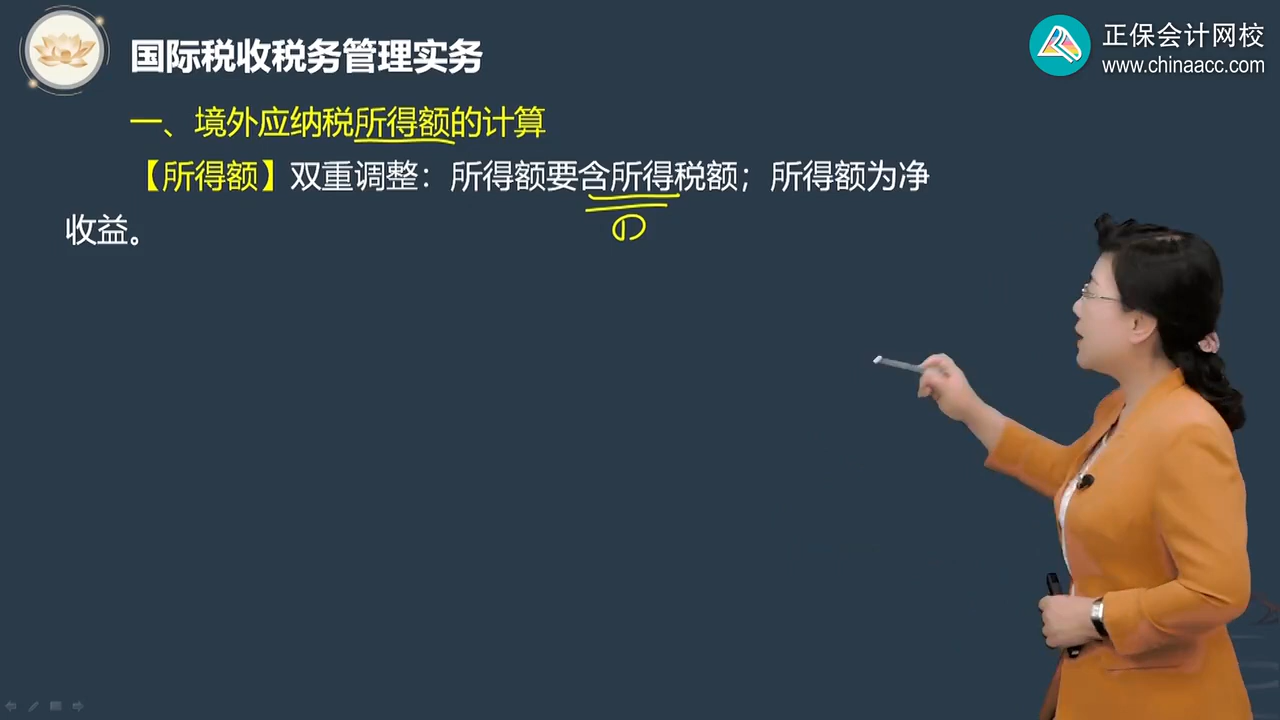 国际税收税务管理实务
正保会计网校
www.chinaacc.com
一、境外应纳税所得额的计算
【所得额】双重调整：所得额要含所得税额；所得额为净
收益。
①